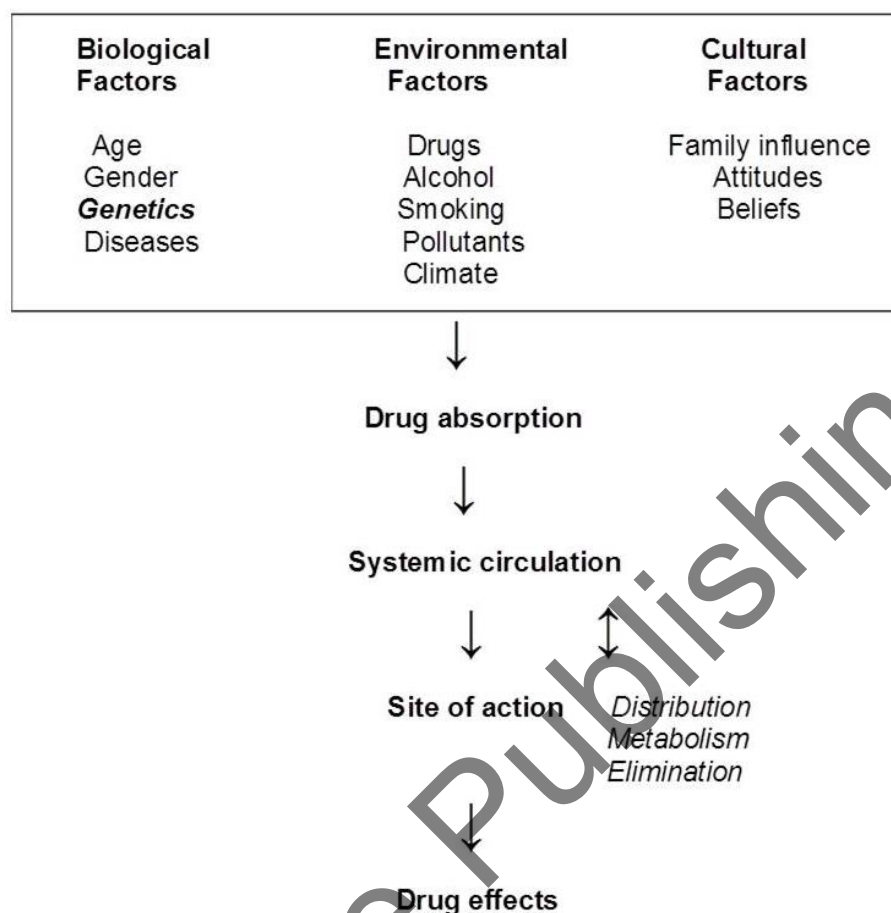 Biological Factors
Age
Gender
Genetics
Diseases
Environmental Factors
Drugs
Alcohol
Smoking
Pollutants
Climate
Cultural Factors
Family influence
Attitudes
Beliefs
Drug absorption
Systemic circulation
Site of action
Distribution
Metabolism
Elimination
Drug effects
Publishin